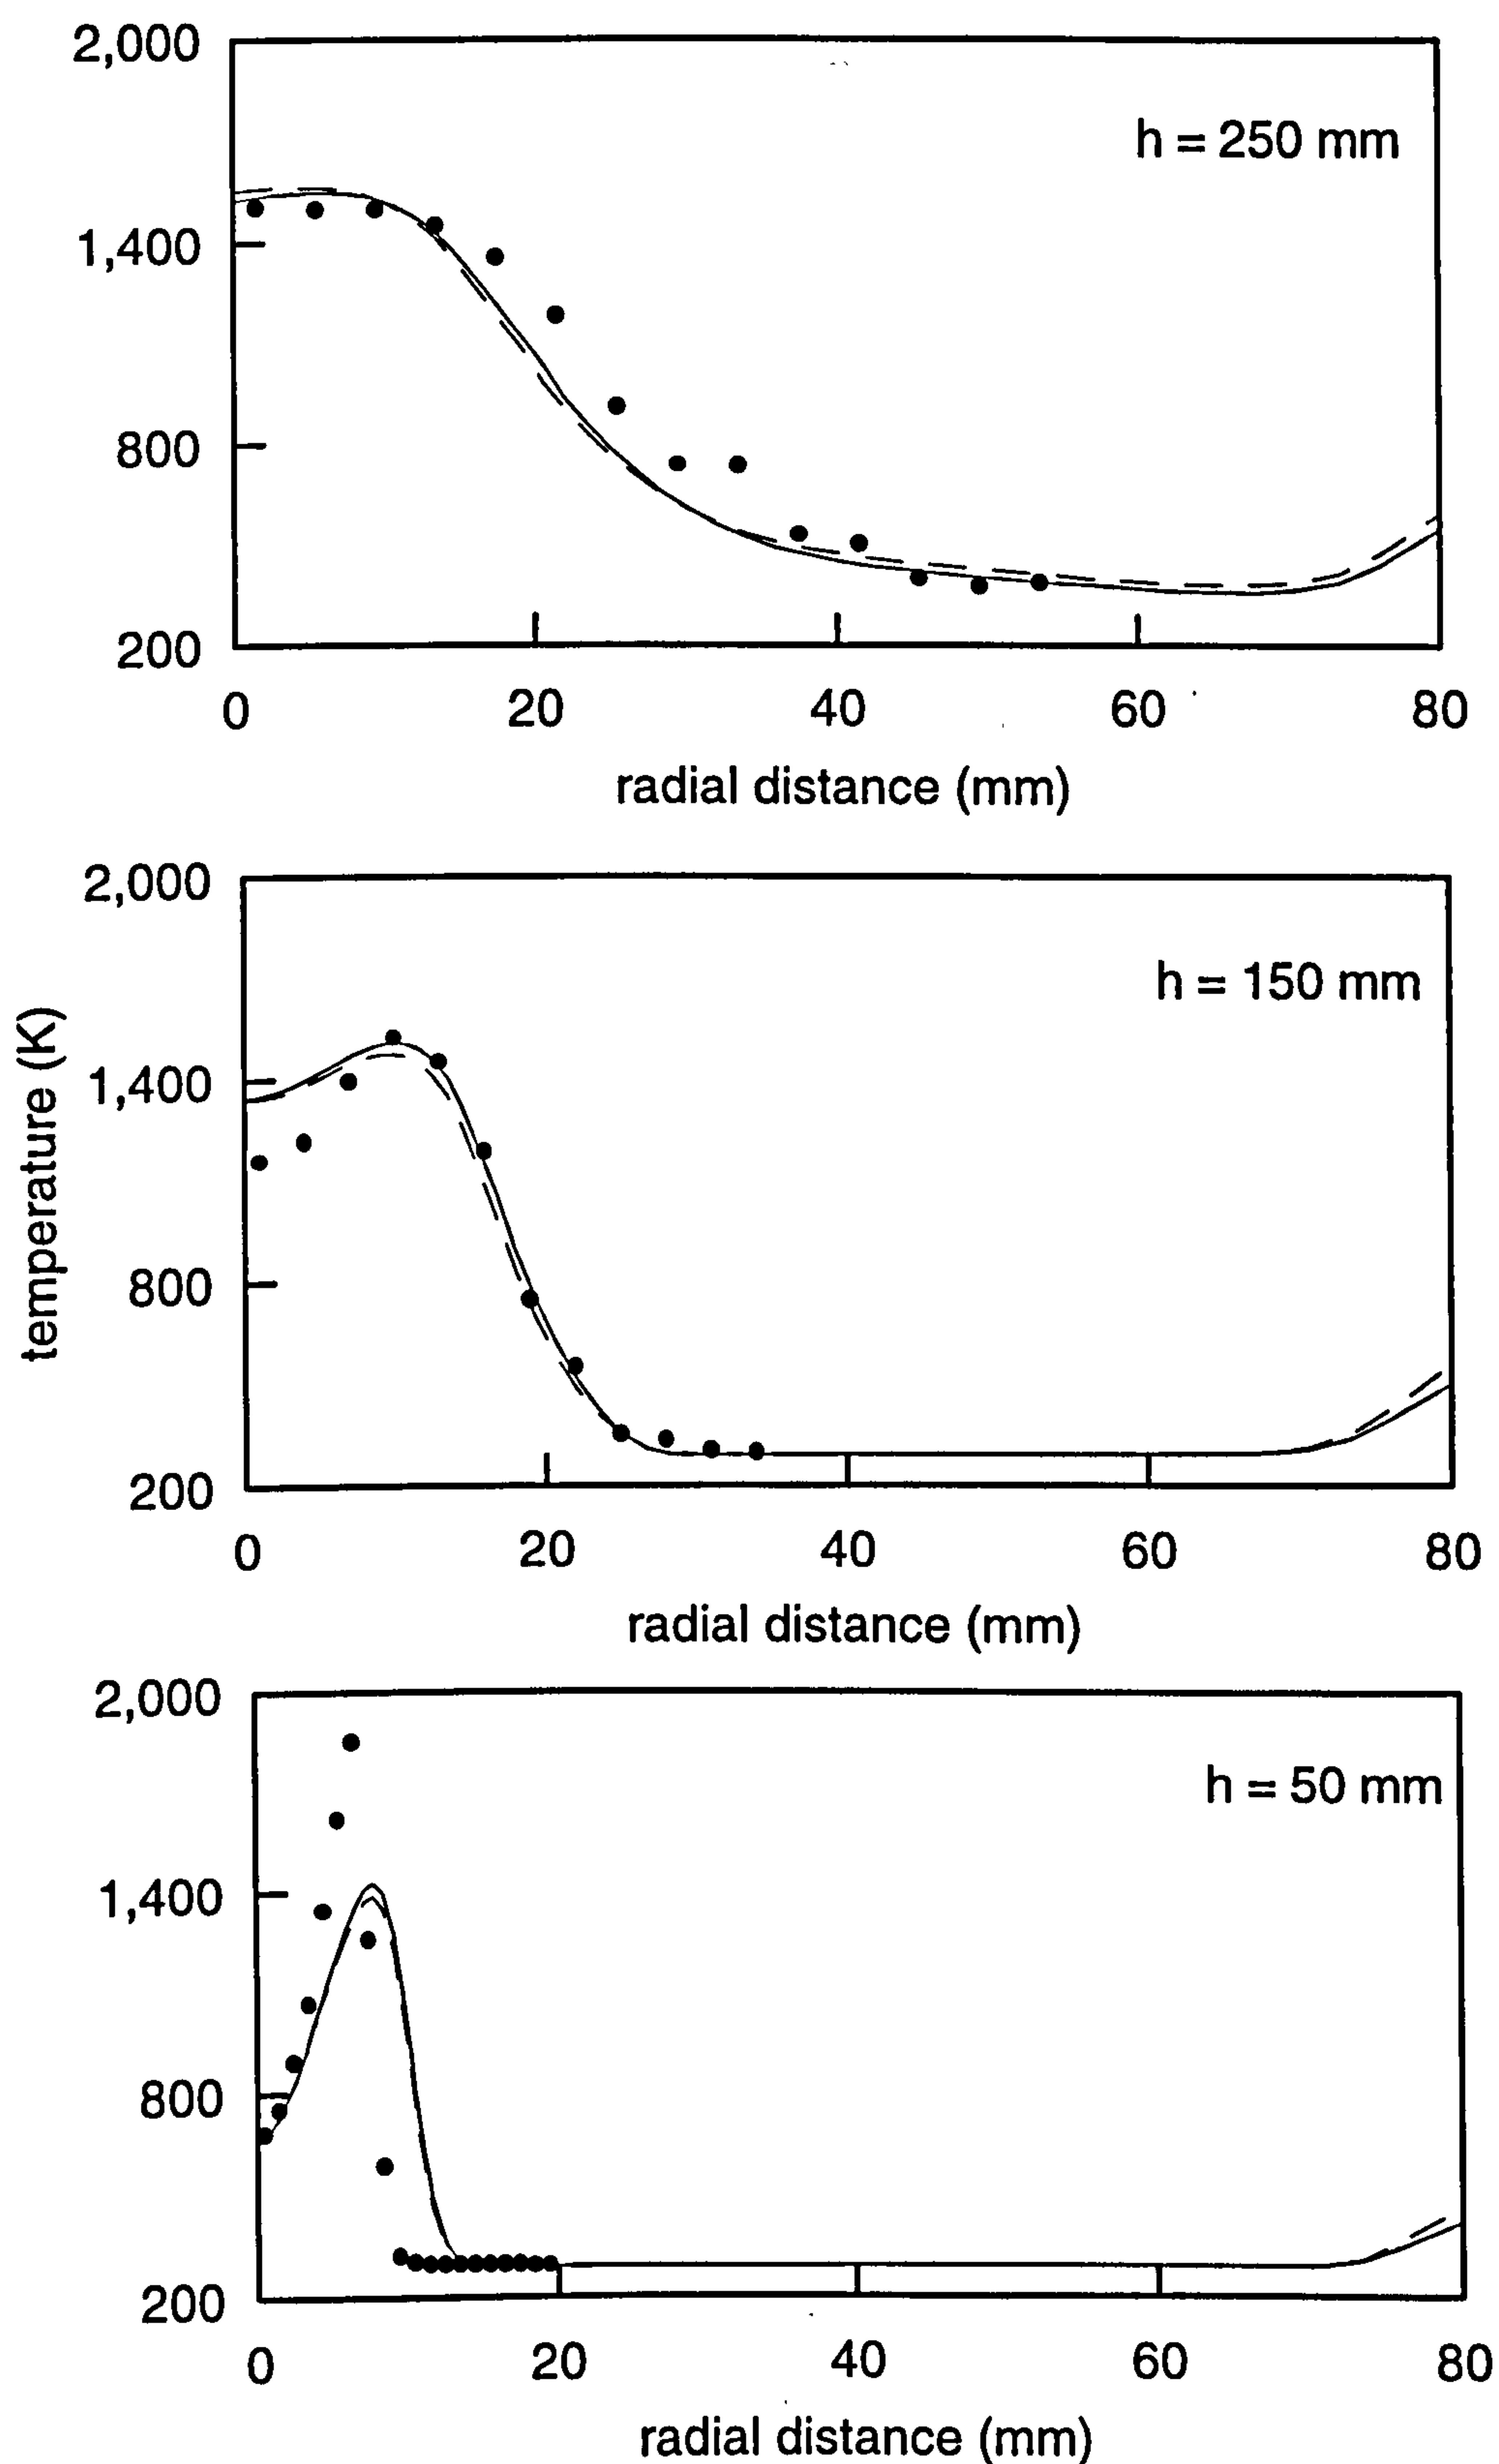 2,000
h = 250 mm
1,400
800
200
0 20 40 60 80
radial distance (mm)
2,000
h = 150 mm
1,400
temperature (K)
800
200
0 20 40 60 80
radial distance (mm)
2,000
h = 50 mm
1,400
800
200
0 20 40 60 80
radial distance (mm)